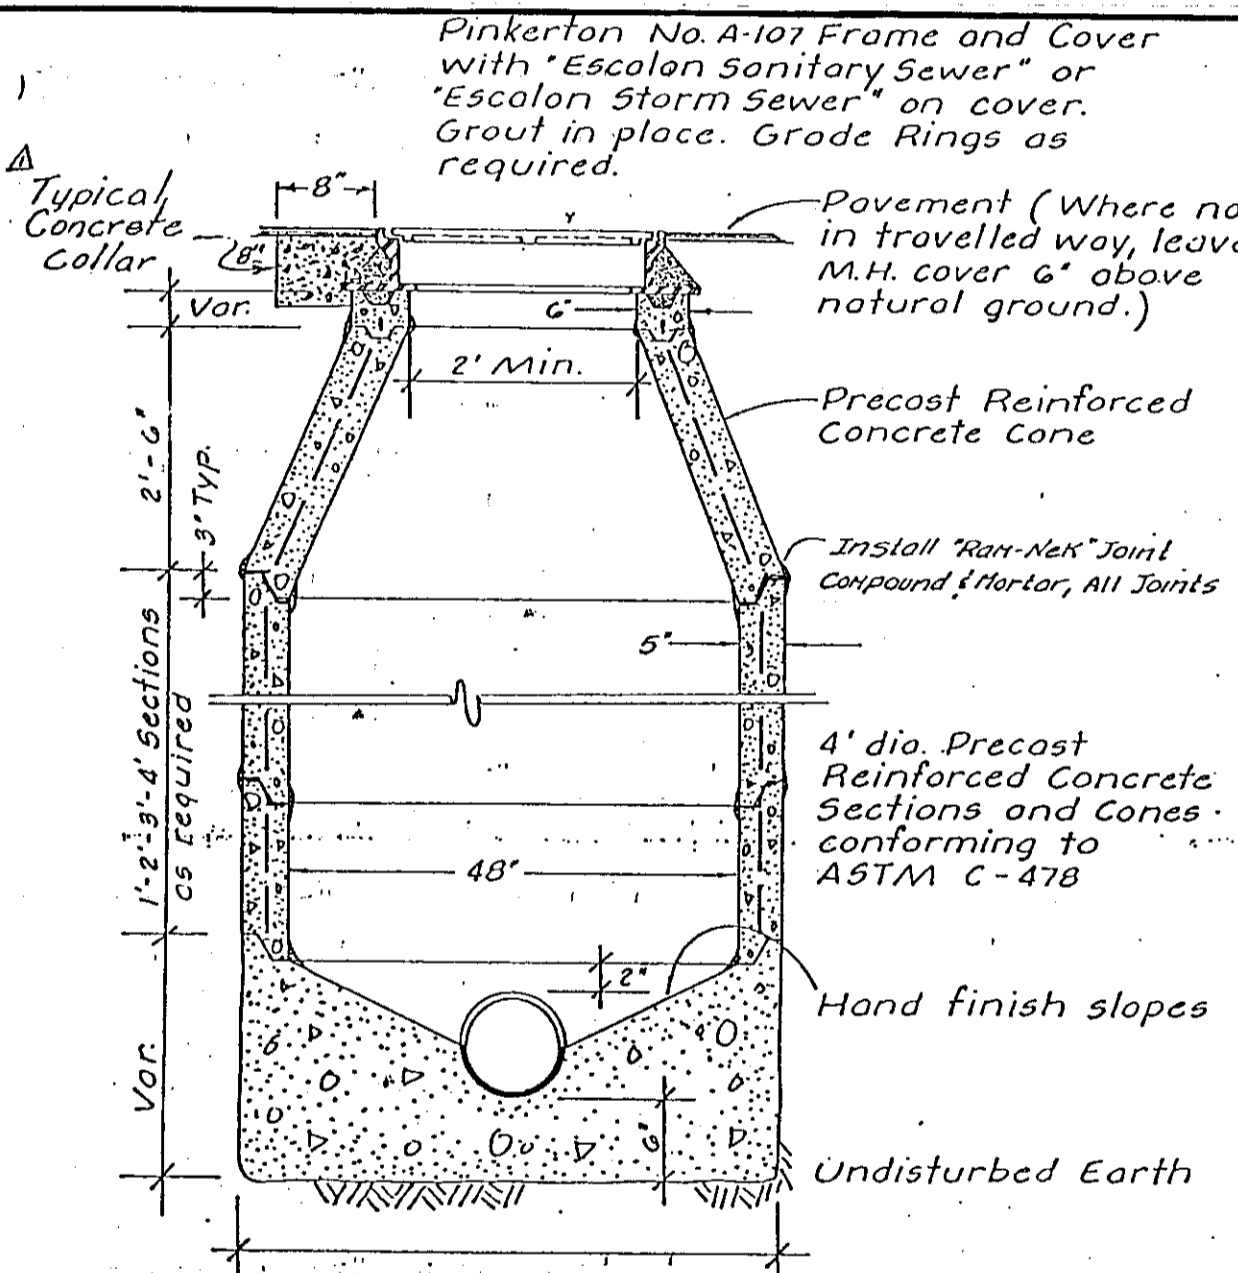 Pinkerton No. A-107 Frame and Cover
with "Escalon Sanitary Sewer" or
"Escalon Storm Sewer" on cover.
Grout in place. Grade Rings as
required.
1
Typical
Concrete
Collar
8"
8"
Pavement (Where no
in travelled way, leave
M.H. cover 6" above
natural ground.)
Var.
6"
2' Min.
Precast Reinforced
Concrete Cone
2'-6"
3" Typ.
Install "Ram-Nek" Joint
Compound & Mortar, All Joints
5"
1'-2'-3'-4' Sections
as required
4' dia. Precast
Reinforced Concrete
Sections and Cones
conforming to
ASTM C-478
48"
2"
Hand finish slopes
Var.
6"
Undisturbed Earth